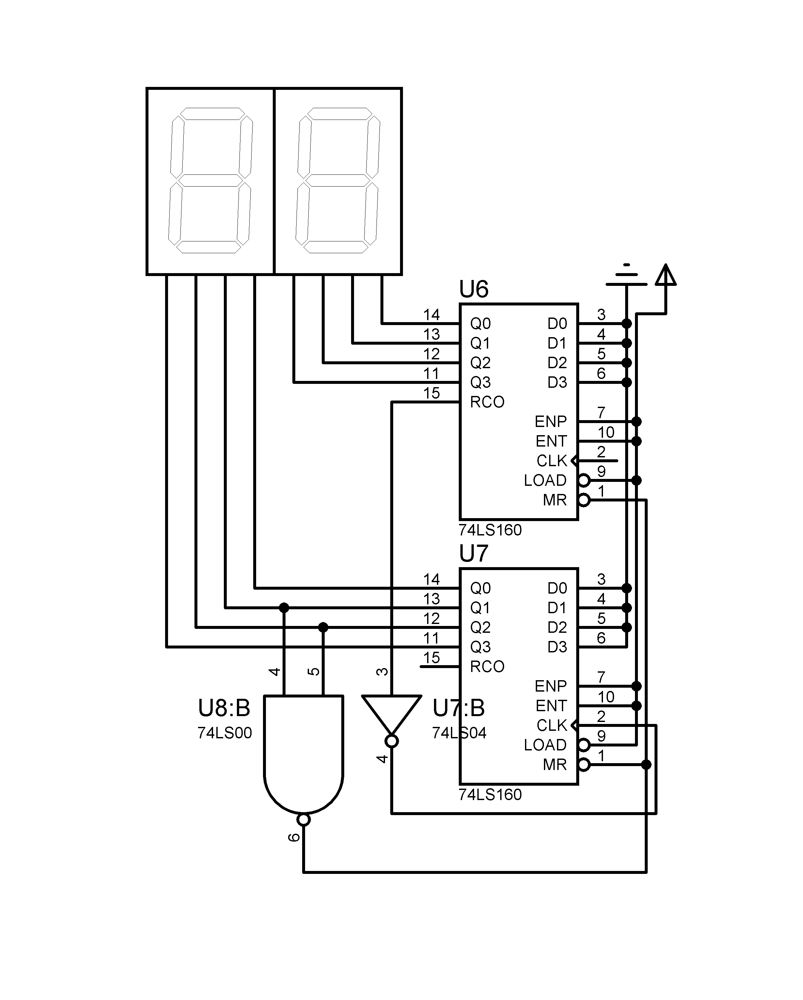 U6
14 Q0 D0 3
13 Q1 D1 4
12 Q2 D2 5
11 Q3 D3 6
15 RCO
ENP 7
ENT 10
CLK 2
LOAD 9
MR 1
74LS160
U7
14 Q0 D0 3
13 Q1 D1 4
12 Q2 D2 5
11 Q3 D3 6
15 RCO
4 5 3
ENP 7
ENT 10
CLK 2
LOAD 9
MR 1
74LS160
U8:B
74LS00
U7:B
74LS04
4
6